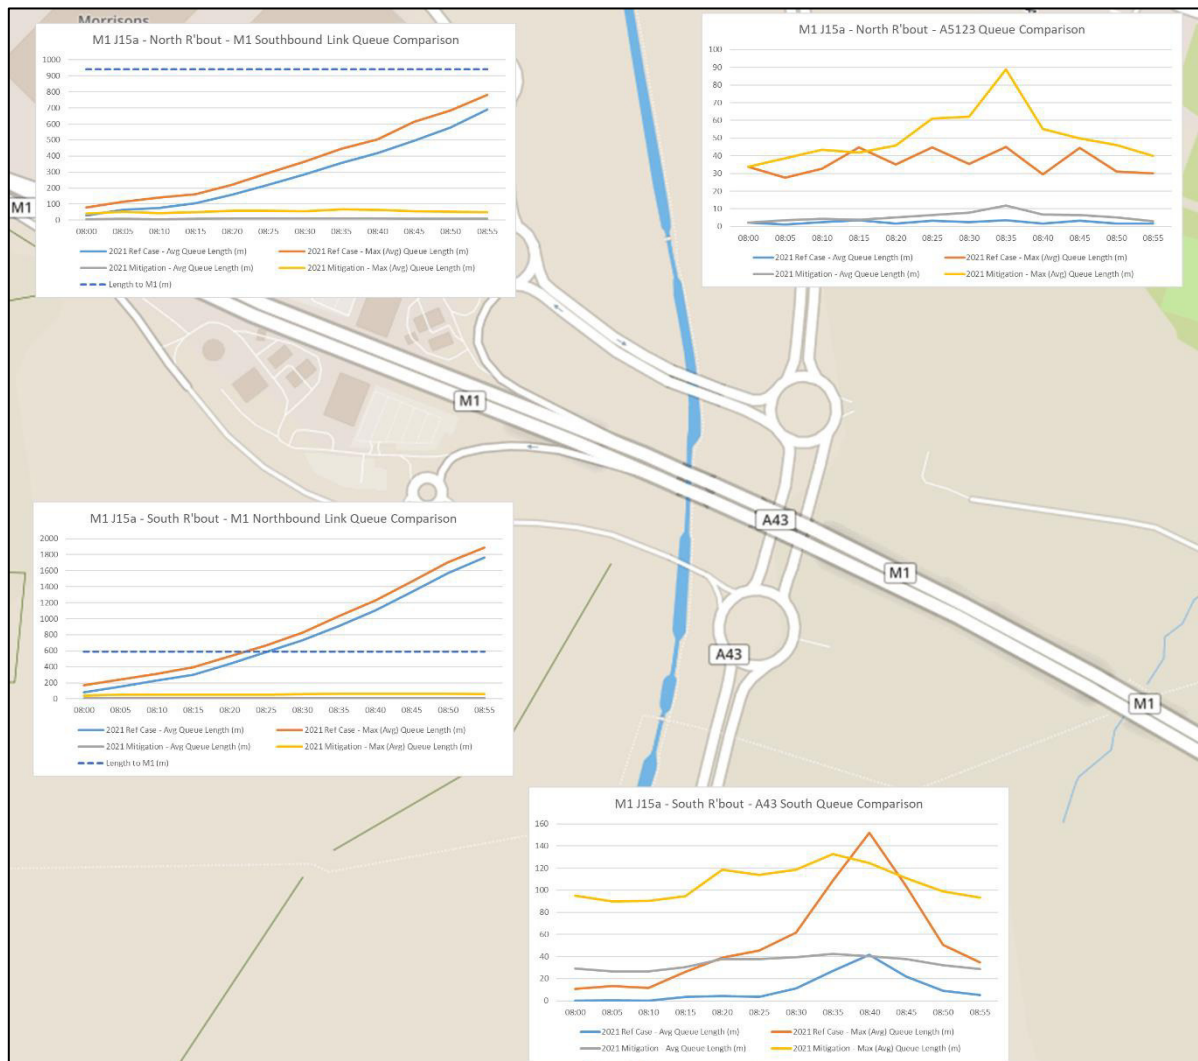 Morrisons
M1 J15a - North R'bout - M1 Southbound Link Queue Comparison
1000
900
800
700
600
500
400
300
200
100
0
08:00 08:05 08:10 08:15 08:20 08:25 08:30 08:35 08:40 08:45 08:50 08:55
2021 Ref Case - Avg Queue Length (m) 2021 Ref Case - Max (Avg) Queue Length (m)
2021 Mitigation - Avg Queue Length (m) 2021 Mitigation - Max (Avg) Queue Length (m)
Length to M1 (m)
M1 J15a - North R'bout - A5123 Queue Comparison
100
90
80
70
60
50
40
30
20
10
0
08:00 08:05 08:10 08:15 08:20 08:25 08:30 08:35 08:40 08:45 08:50 08:55
2021 Ref Case - Avg Queue Length (m) 2021 Ref Case - Max (Avg) Queue Length (m)
2021 Mitigation - Avg Queue Length (m) 2021 Mitigation - Max (Avg) Queue Length (m)
M1
M1
A43
M1
A43
M1
M1 J15a - South R'bout - M1 Northbound Link Queue Comparison
2000
1800
1600
1400
1200
1000
800
600
400
200
0
08:00 08:05 08:10 08:15 08:20 08:25 08:30 08:35 08:40 08:45 08:50 08:55
2021 Ref Case - Avg Queue Length (m) 2021 Ref Case - Max (Avg) Queue Length (m)
2021 Mitigation - Avg Queue Length (m) 2021 Mitigation - Max (Avg) Queue Length (m)
Length to M1 (m)
M1 J15a - South R'bout - A43 South Queue Comparison
160
140
120
100
80
60
40
20
0
08:00 08:05 08:10 08:15 08:20 08:25 08:30 08:35 08:40 08:45 08:50 08:55
2021 Ref Case - Avg Queue Length (m) 2021 Ref Case - Max (Avg) Queue Length (m)
2021 Mitigation - Avg Queue Length (m) 2021 Mitigation - Max (Avg) Queue Length (m)